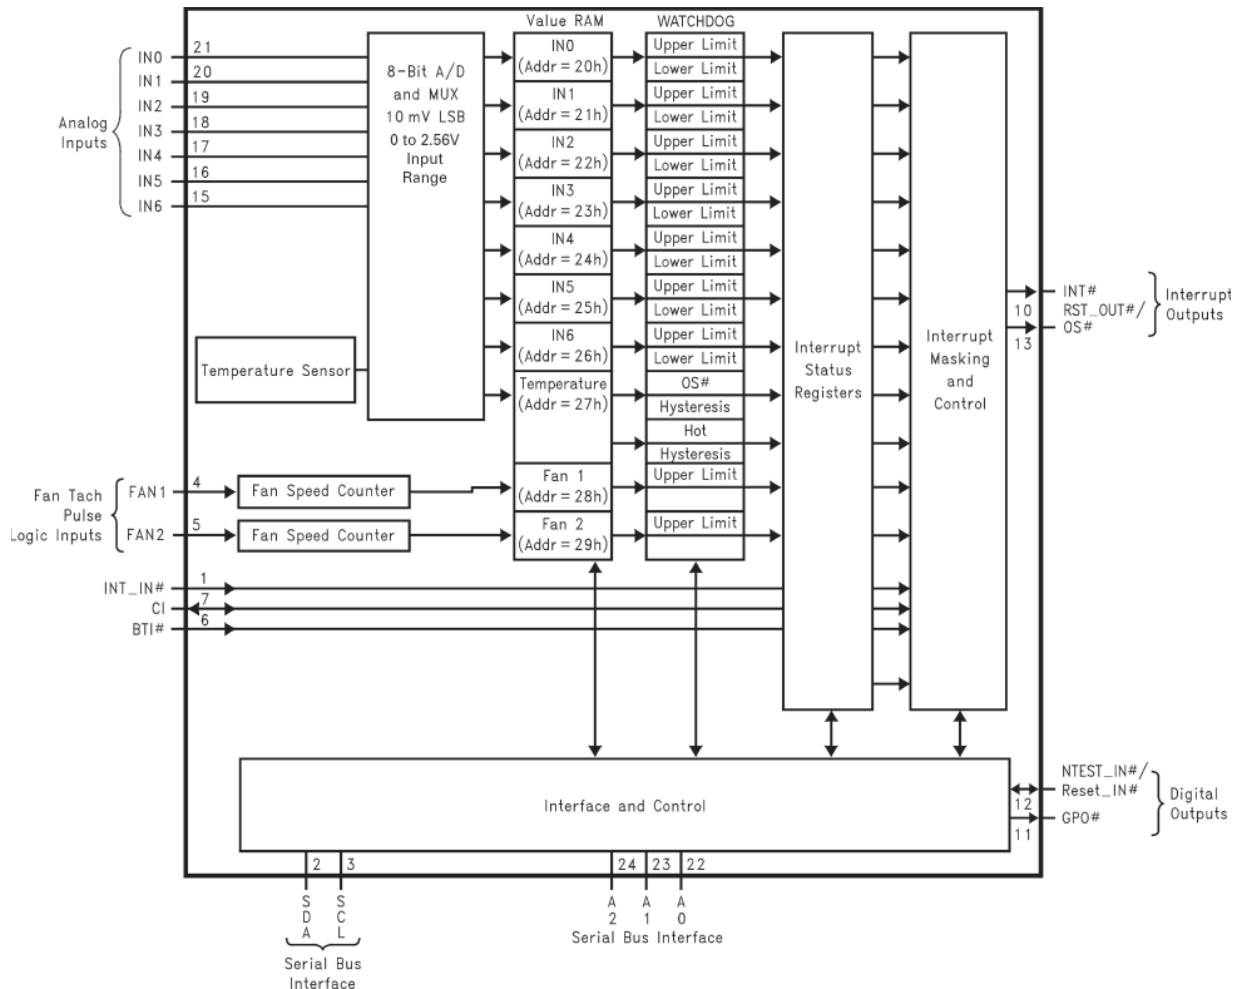 Value RAM
WATCHDOG
Analog
Inputs
IN0
21
IN1
20
IN2
19
IN3
18
IN4
17
IN5
16
IN6
15
8-Bit A/D
and MUX
10 mV LSB
0 to 2.56V
Input
Range
Temperature Sensor
IN0
(Addr = 20h)
IN1
(Addr = 21h)
IN2
(Addr = 22h)
IN3
(Addr = 23h)
IN4
(Addr = 24h)
IN5
(Addr = 25h)
IN6
(Addr = 26h)
Temperature
(Addr = 27h)
Fan 1
(Addr = 28h)
Fan 2
(Addr = 29h)
Upper Limit
Lower Limit
Upper Limit
Lower Limit
Upper Limit
Lower Limit
Upper Limit
Lower Limit
Upper Limit
Lower Limit
Upper Limit
Lower Limit
Upper Limit
Lower Limit
OS#
Hysteresis
Hot
Hysteresis
Upper Limit
Upper Limit
Interrupt
Status
Registers
Interrupt
Masking
and
Control
INT#
10
RST_OUT#/
OS#
13
Interrupt
Outputs
Fan Tach
Pulse
Logic Inputs
FAN1
4
Fan Speed Counter
FAN2
5
Fan Speed Counter
INT_IN#
1
CI
7
BTI#
6
Interface and Control
NTEST_IN#/
Reset_IN#
12
GPO#
11
Digital
Outputs
2
3
24
23
22
SDA
SCL
A2
A1
A0
Serial Bus Interface
Serial Bus
Interface